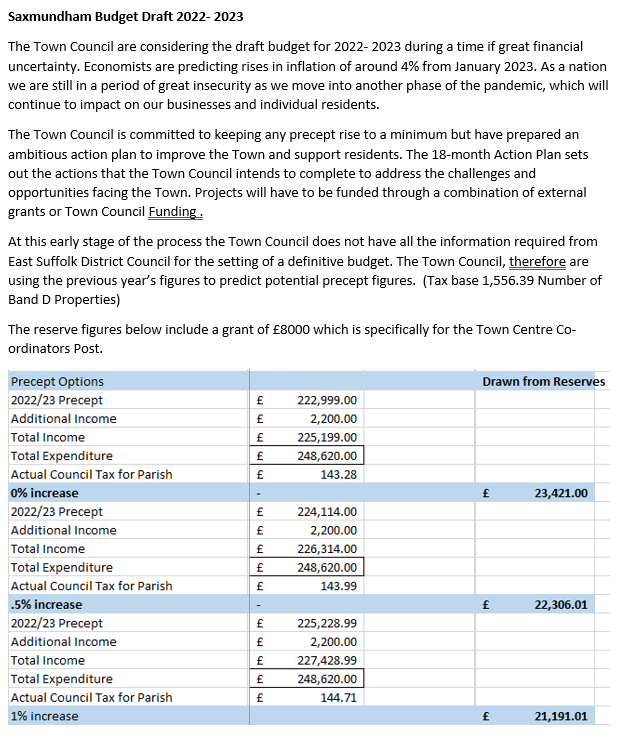 Saxmundham Budget Draft 2022- 2023
The Town Council are considering the draft budget for 2022- 2023 during a time if great financial
uncertainty. Economists are predicting rises in inflation of around 4% from January 2023. As a nation
we are still in a period of great insecurity as we move into another phase of the pandemic, which will
continue to impact on our businesses and individual residents.
The Town Council is committed to keeping any precept rise to a minimum but have prepared an
ambitious action plan to improve the Town and support residents. The 18-month Action Plan sets
out the actions that the Town Council intends to complete to address the challenges and
opportunities facing the Town. Projects will have to be funded through a combination of external
grants or Town Council Funding .
At this early stage of the process the Town Council does not have all the information required from
East Suffolk District Council for the setting of a definitive budget. The Town Council, therefore are
using the previous year's figures to predict potential precept figures. (Tax base 1,556.39 Number of
Band D Properties)
The reserve figures below include a grant of £8000 which is specifically for the Town Centre Co-
ordinators Post.
Precept Options Drawn from Reserves
2022/23 Precept £ 222,999.00
Additional Income £ 2,200.00
Total Income £ 225,199.00
Total Expenditure £ 248,620.00
Actual Council Tax for Parish £ 143.28
0% increase - £ 23,421.00
2022/23 Precept £ 224,114.00
Additional Income £ 2,200.00
Total Income £ 226,314.00
Total Expenditure £ 248,620.00
Actual Council Tax for Parish £ 143.99
.5% increase - £ 22,306.01
2022/23 Precept £ 225,228.99
Additional Income £ 2,200.00
Total Income £ 227,428.99
Total Expenditure £ 248,620.00
Actual Council Tax for Parish £ 144.71
1% increase £ 21,191.01